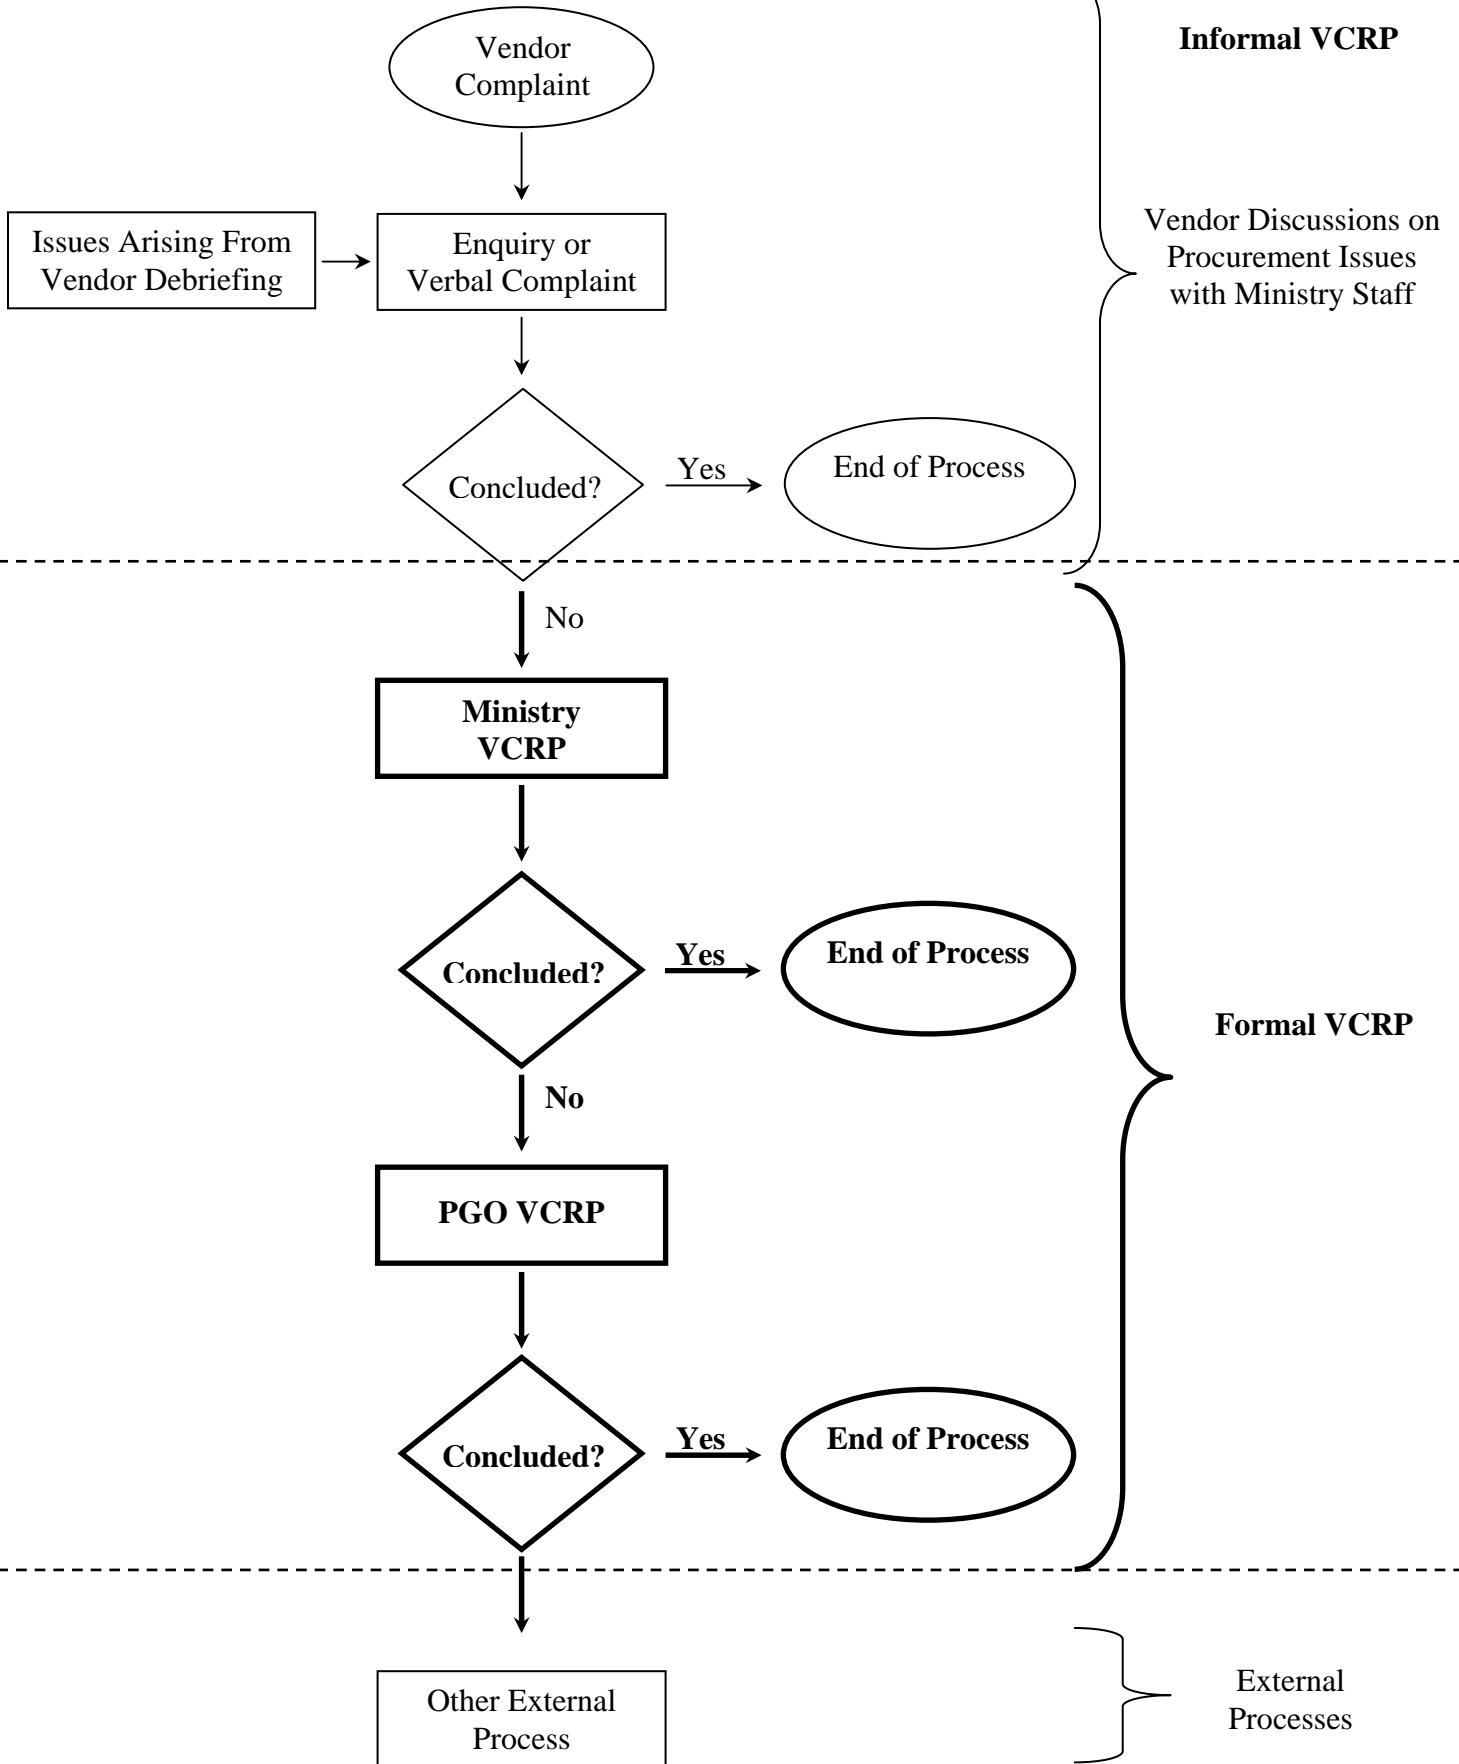 Vendor
Complaint
Informal VCRP
Issues Arising From
Vendor Debriefing
Enquiry or
Verbal Complaint
Vendor Discussions on
Procurement Issues
with Ministry Staff
Concluded?
Yes
End of Process
No
Ministry
VCRP
Concluded?
Yes
End of Process
Formal VCRP
No
PGO VCRP
Concluded?
Yes
End of Process
Other External
Process
External
Processes